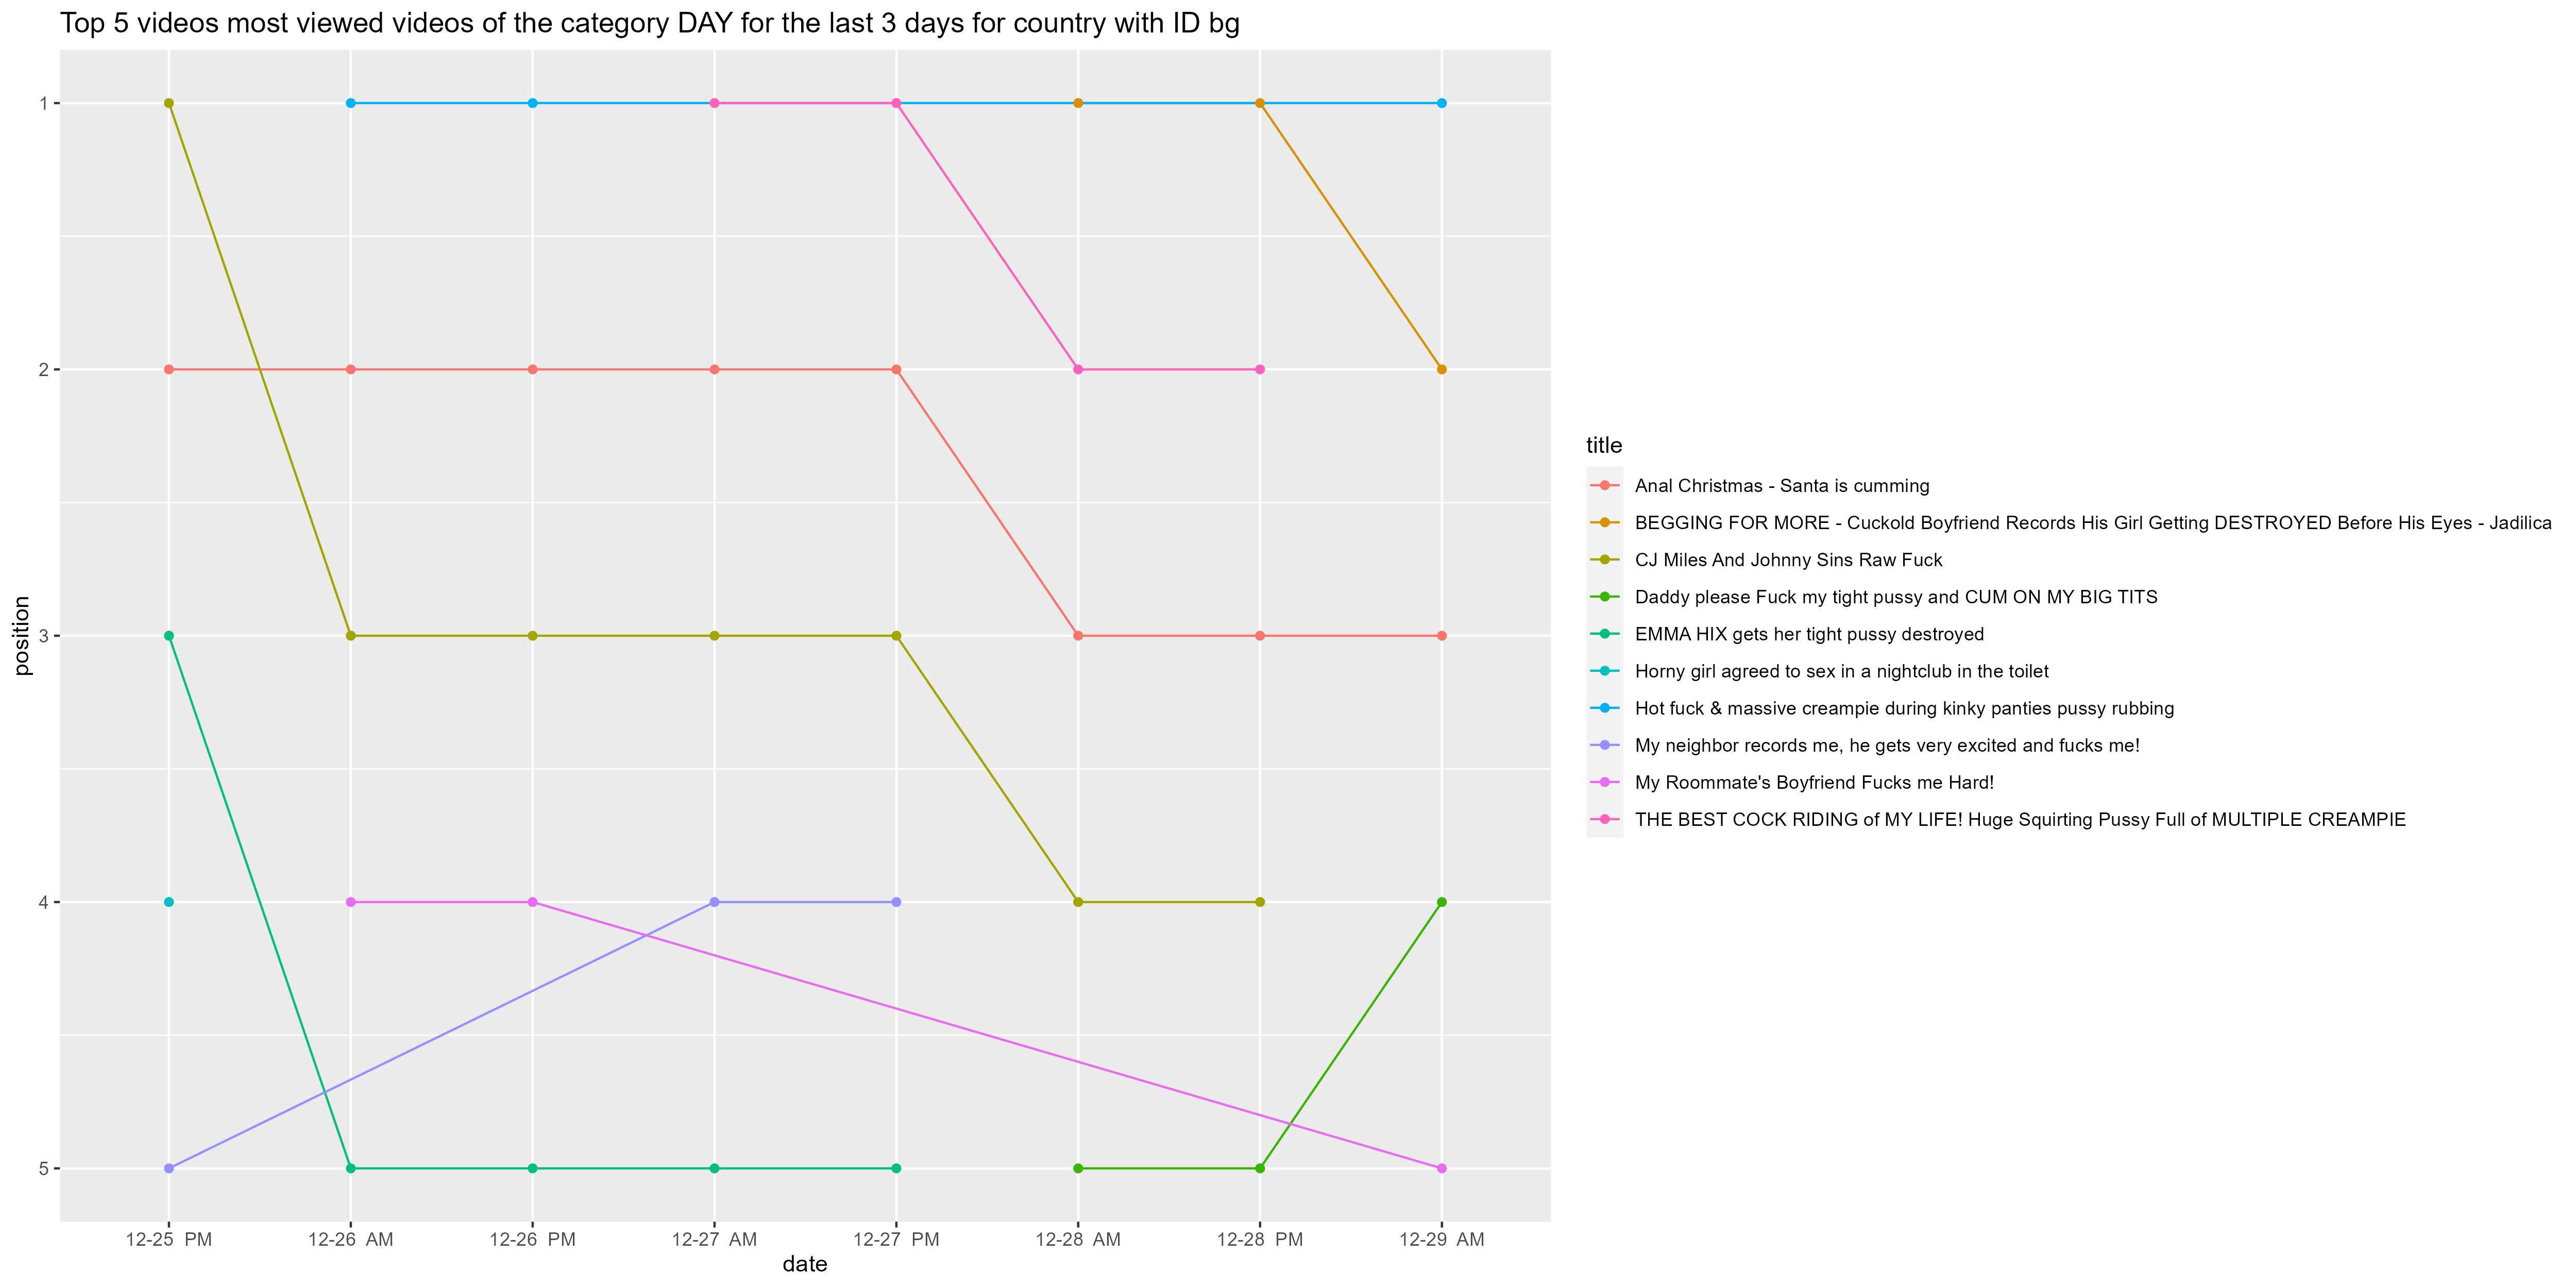 Top 5 videos most viewed videos of the category DAY for the last 3 days for country with ID bg
position
1
2
3
4
5
12-25 PM
12-26 AM
12-26 PM
12-27 AM
12-27 PM
12-28 AM
12-28 PM
12-29 AM
date
title
Anal Christmas - Santa is cumming
BEGGING FOR MORE - Cuckold Boyfriend Records His Girl Getting DESTROYED Before His Eyes - Jadilica
CJ Miles And Johnny Sins Raw Fuck
Daddy please Fuck my tight pussy and CUM ON MY BIG TITS
EMMA HIX gets her tight pussy destroyed
Horny girl agreed to sex in a nightclub in the toilet
Hot fuck & massive creampie during kinky panties pussy rubbing
My neighbor records me, he gets very excited and fucks me!
My Roommate's Boyfriend Fucks me Hard!
THE BEST COCK RIDING of MY LIFE! Huge Squirting Pussy Full of MULTIPLE CREAMPIE